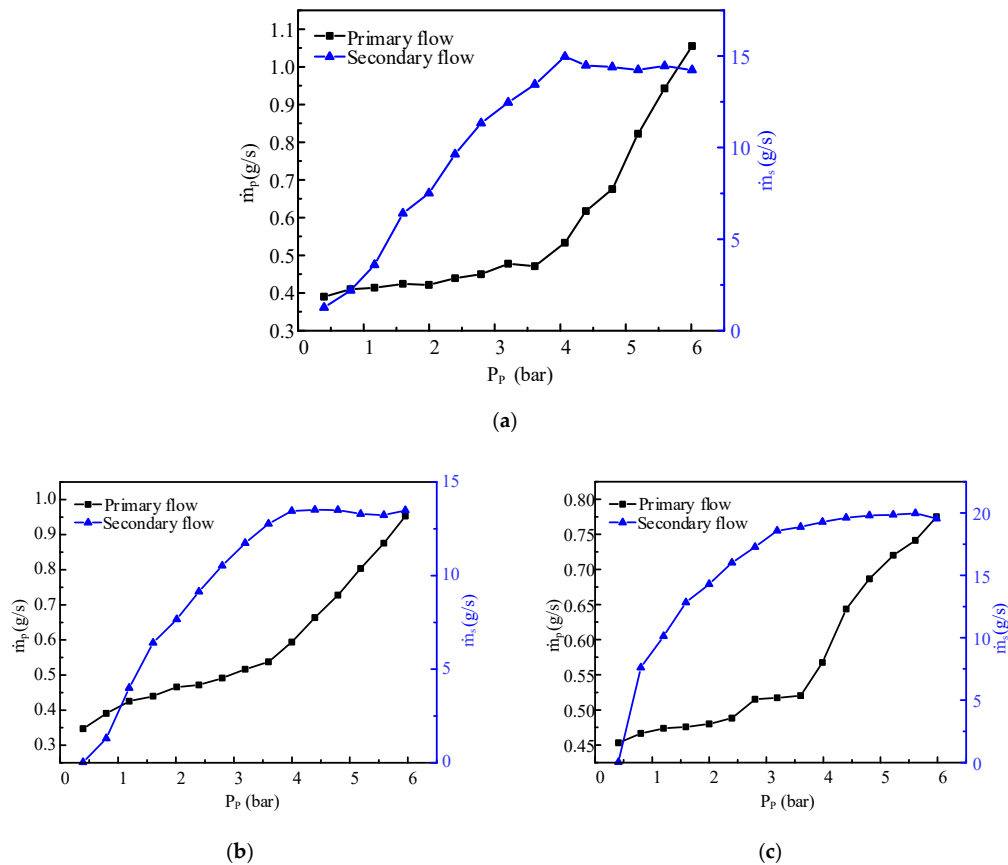 Primary flow
Secondary flow
1.1
1.0
0.9
0.8
0.7
0.6
0.5
0.4
0.3
ṁp(g/s)
15
10
5
0
ṁs(g/s)
0 1 2 3 4 5 6
PP (bar)
(a)
Primary flow
Secondary flow
1.0
0.9
0.8
0.7
0.6
0.5
0.4
0.3
ṁp(g/s)
15
10
5
0
ṁs(g/s)
0 1 2 3 4 5 6
PP (bar)
(b)
Primary flow
Secondary flow
0.80
0.75
0.70
0.65
0.60
0.55
0.50
0.45
ṁp(g/s)
20
15
10
5
0
ṁs(g/s)
0 1 2 3 4 5 6
PP (bar)
(c)